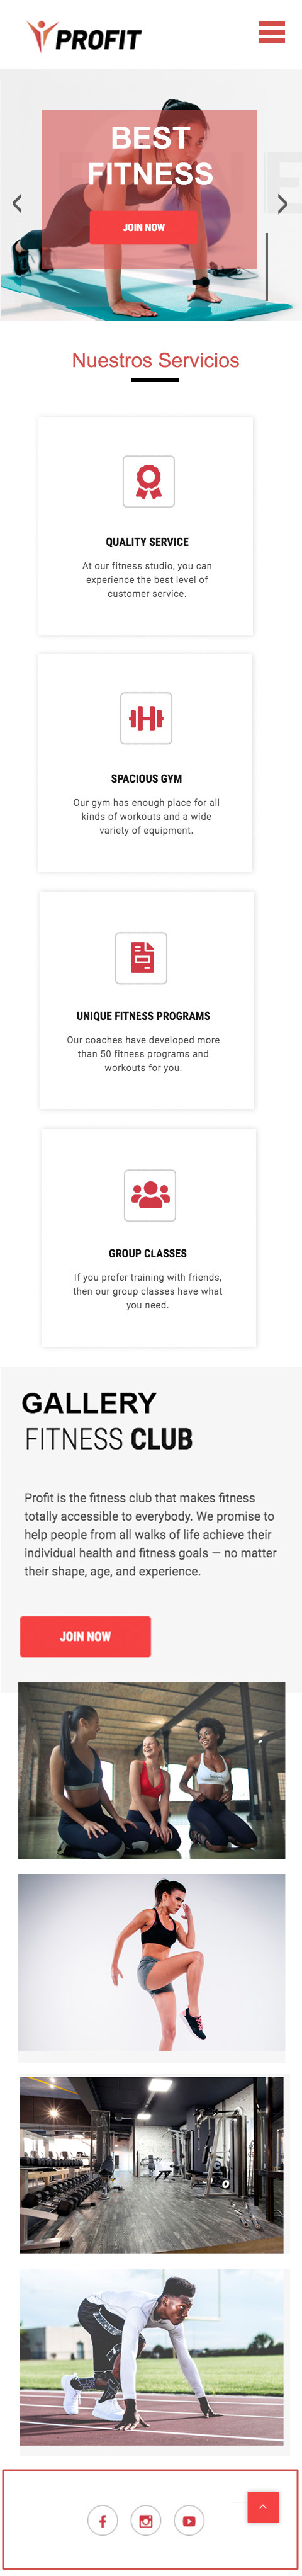 PROFIT
BEST
FITNESS
JOIN NOW
Nuestros Servicios
QUALITY SERVICE
At our fitness studio, you can
experience the best level of
customer service.
SPACIOUS GYM
Our gym has enough place for all
kinds of workouts and a wide
variety of equipment.
UNIQUE FITNESS PROGRAMS
Our coaches have developed more
than 50 fitness programs and
workouts for you.
GROUP CLASSES
If you prefer training with friends,
then our group classes have what
you need.
GALLERY
FITNESS CLUB
Profit is the fitness club that makes fitness
totally accessible to everybody. We promise to
help people from all walks of life achieve their
individual health and fitness goals — no matter
their shape, age, and experience.
JOIN NOW